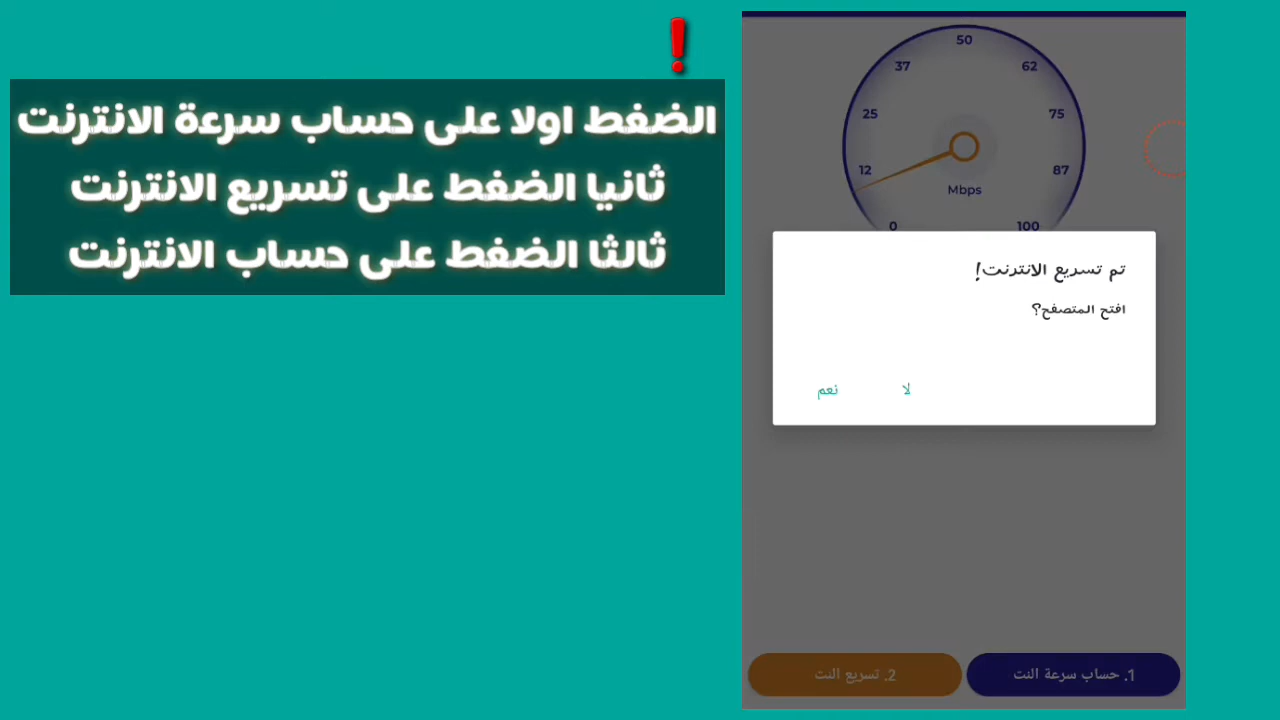 ❗
الضغط اولا على حساب سرعة الانترنت
ثانيا الضغط على تسريع الانترنت
ثالثا الضغط على حساب الانترنت
50
37
62
25
75
12
87
Mbps
0
100
تم تسريع الانترنت!
افتح المتصفح؟
لا
نعم
1. حساب سرعة النت
2. تسريع النت